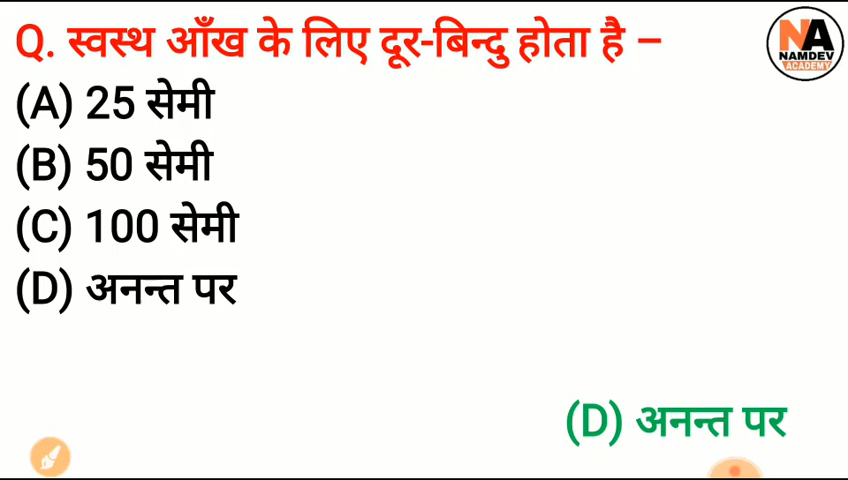 Q. स्वस्थ आँख के लिए दूर-बिन्दु होता है –
NA
NAMDEV
ACADEMY
(A) 25 सेमी
(B) 50 सेमी
(C) 100 सेमी
(D) अनन्त पर
(D) अनन्त पर